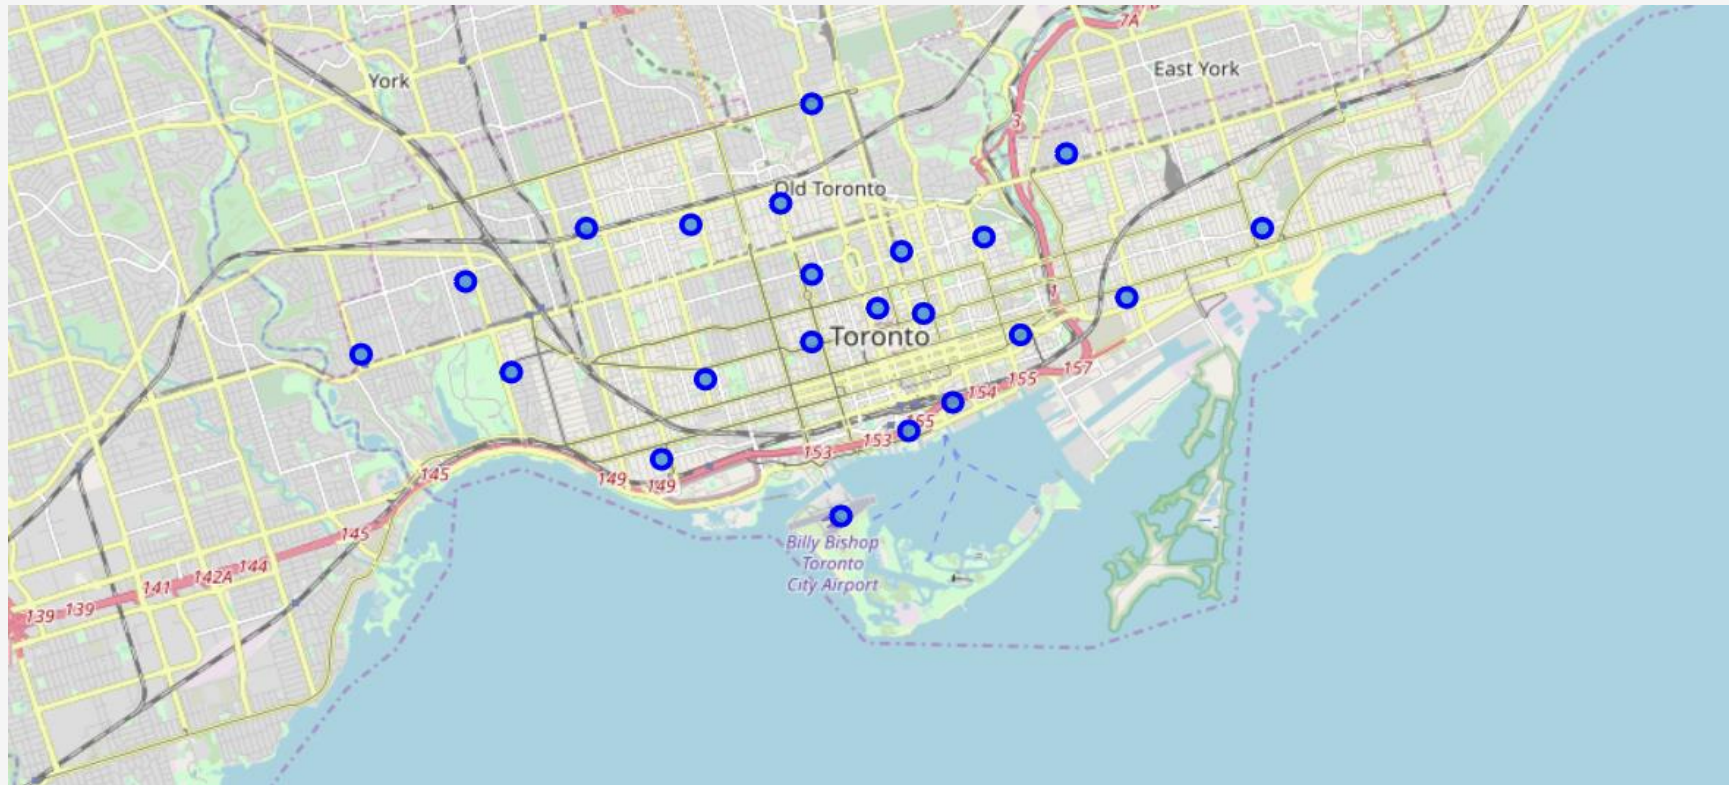 7A
York
East York
3
Old Toronto
1
Toronto
157
155
154
155
153
153
145
149
149
Billy Bishop
Toronto
City Airport
145
144
142A
141
139
139